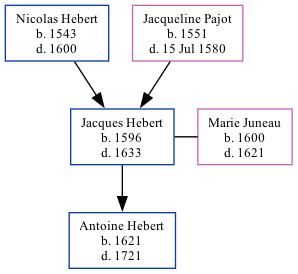 Nicolas Hebert
b. 1543
d. 1600
Jacqueline Pajot
b. 1551
d. 15 Jul 1580
Jacques Hebert
b. 1596
d. 1633
Marie Juneau
b. 1600
d. 1621
Antoine Hebert
b. 1621
d. 1721